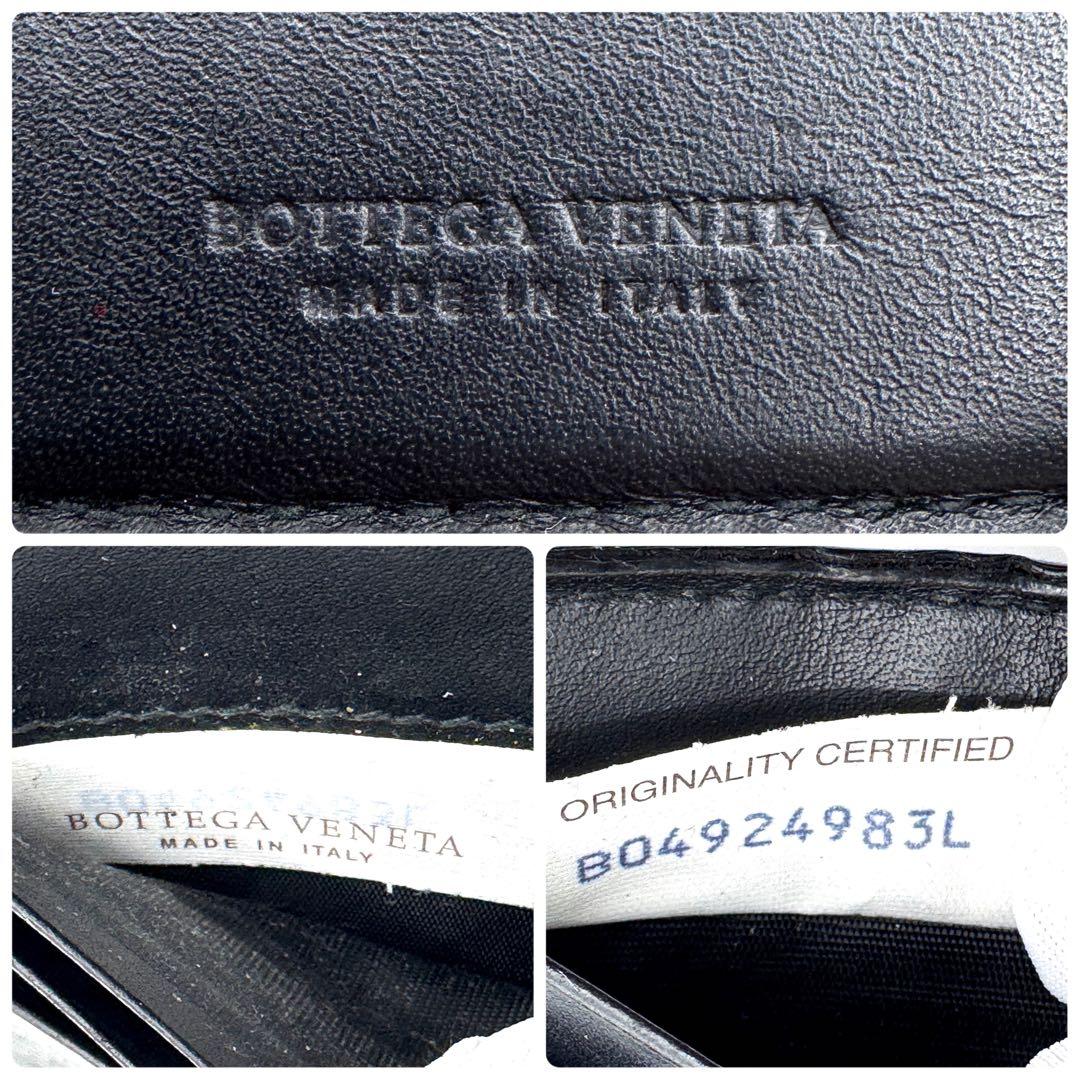 BOTTEGA VENETA
MADE IN ITALY
BOTTEGA VENETA
MADE IN ITALY
ORIGINALITY CERTIFIED
B04924983L